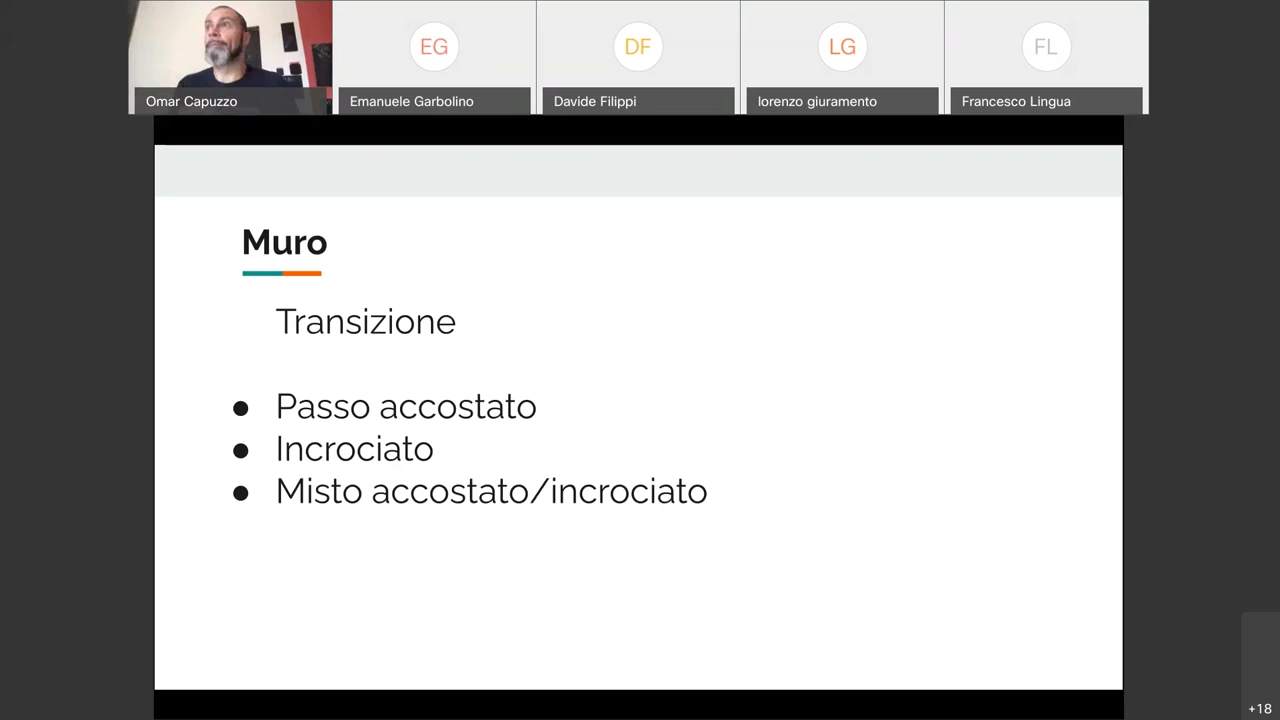 EG
DF
LG
FL
Omar Capuzzo
Emanuele Garbolino
Davide Filippi
lorenzo giuramento
Francesco Lingua
Muro
Transizione
● Passo accostato
● Incrociato
● Misto accostato/incrociato
+18